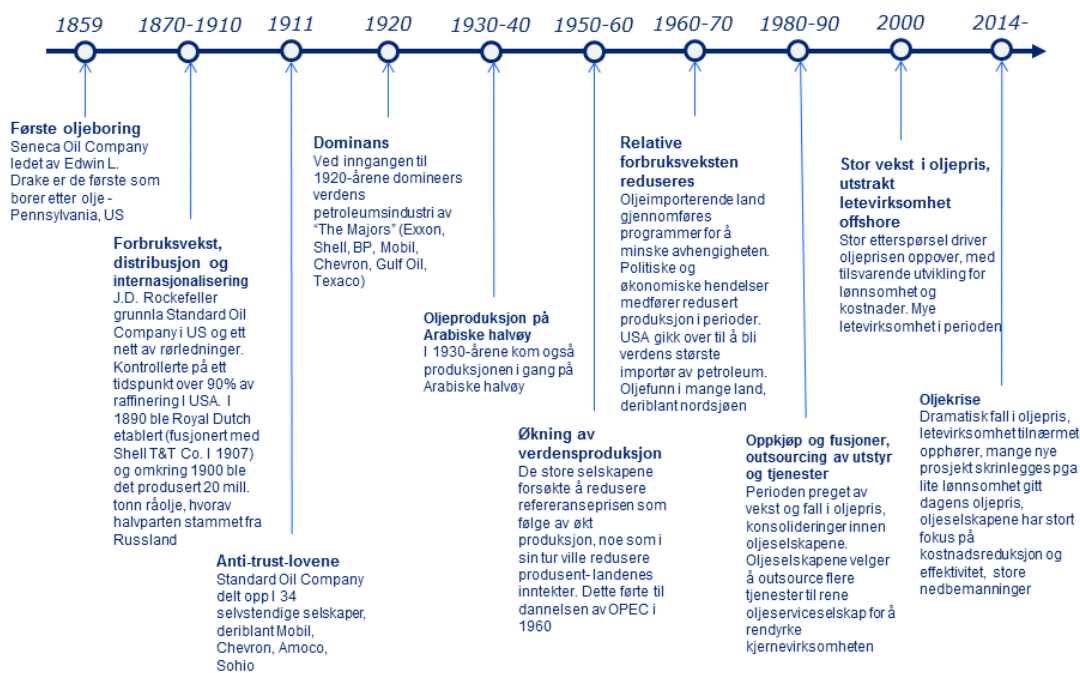 1859
1870-1910
1911
1920
1930-40
1950-60
1960-70
1980-90
2000
2014-
Første oljeboring
Seneca Oil Company
ledet av Edwin L.
Drake er de første som
borer etter olje -
Pennsylvania, US
Forbruksvekst,
distribusjon og
internasjonalisering
J.D. Rockefeller
grunnla Standard Oil
Company i US og ett
nett av rørledninger.
Kontrollerte på ett
tidspunkt over 90% av
raffinering I USA. I
1890 ble Royal Dutch
etablert (fusjonert med
Shell T&T Co. I 1907)
og omkring 1900 ble
det produsert 20 mill.
tonn råolje, hvorav
halvparten stammet fra
Russland
Anti-trust-lovene
Standard Oil Company
delt opp I 34
selvstendige selskaper,
deriblant Mobil,
Chevron, Amoco,
Sohio
Dominans
Ved inngangen til
1920-årene domineers
verdens
petroleumsindustri av
“The Majors” (Exxon,
Shell, BP, Mobil,
Chevron, Gulf Oil,
Texaco)
Oljeproduksjon på
Arabiske halvøy
I 1930-årene kom også
produksjonen i gang på
Arabiske halvøy
Økning av
verdensproduksjon
De store selskapene
forsøkte å redusere
refereranseprisen som
følge av økt
produksjon, noe som i
sin tur ville redusere
produsent-landenes
inntekter. Dette førte til
dannelsen av OPEC i
1960
Relative
forbruksveksten
reduseres
Oljeimporterende land
gjennomføres
programmer for å
minske avhengigheten.
Politiske og
økonomiske hendelser
medfører redusert
produksjon i perioder.
USA gikk over til å bli
verdens største
importør av petroleum.
Oljefunn i mange land,
deriblant nordsjøen
Oppkjøp og fusjoner,
outsourcing av utstyr
og tjenester
Perioden preget av
vekst og fall i oljepris,
konsolideringer innen
oljeselskapene.
Oljeselskapene velger
å outsource flere
tjenester til rene
oljeserviceselskap for å
rendyrke
kjernevirksomheten
Stor vekst i oljepris,
utstrakt
letevirksomhet
offshore
Stor etterspørsel driver
oljeprisen oppover, med
tilsvarende utvikling for
lønnsomhet og
kostnader. Mye
letevirksomhet i perioden
Oljekrise
Dramatisk fall i oljepris,
letevirksomhet tilnærmet
opphører, mange nye
prosjekt skrinlegges pga
lite lønnsomhet gitt
dagens oljepris,
oljeselskapene har stort
fokus på
kostnadsreduksjon og
effektivitet, store
nedbemanninger